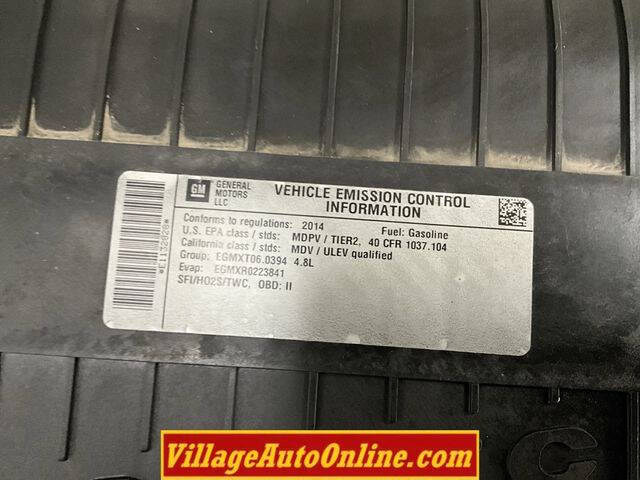 GM
GENERAL
MOTORS
LLC
VEHICLE EMISSION CONTROL
INFORMATION
Conforms to regulations: 2014 Fuel: Gasoline
U.S. EPA class / stds: MDPV / TIER2, 40 CFR 1037.104
California class / stds: MDV / ULEV qualified
Group: EGMXT06.0394 4.8L
Evap: EGMXR0223841
SFI/HO2S/TWC, OBD: II
*E1132928*
VillageAutoOnline.com